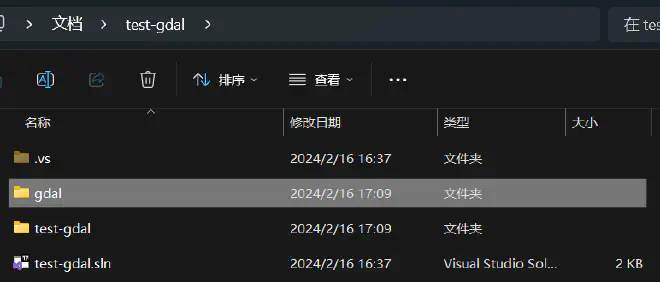 文档 test-gdal 在 tes
排序 查看
名称 修改日期 类型 大小
.vs 2024/2/16 16:37 文件夹
gdal 2024/2/16 17:09 文件夹
test-gdal 2024/2/16 17:09 文件夹
test-gdal.sln 2024/2/16 16:37 Visual Studio Sol... 2 KB